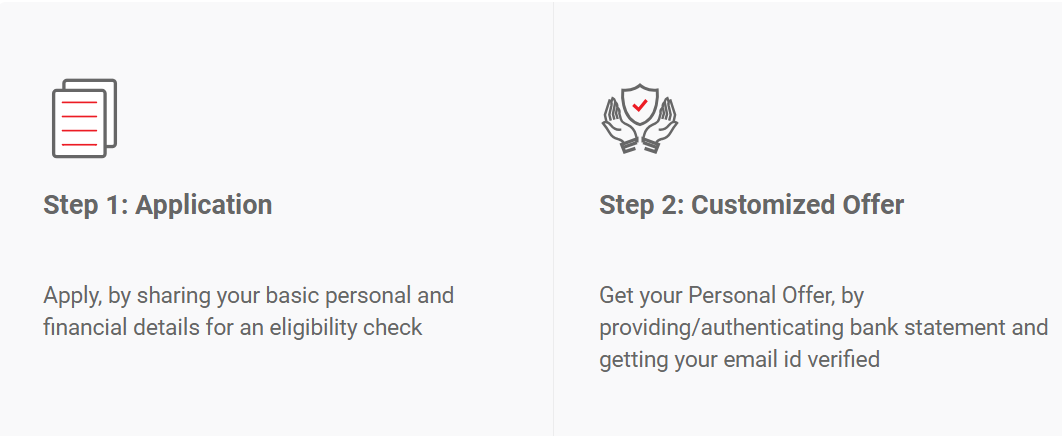 Step 1: Application
Apply, by sharing your basic personal and
financial details for an eligibility check
Step 2: Customized Offer
Get your Personal Offer, by
providing/authenticating bank statement and
getting your email id verified